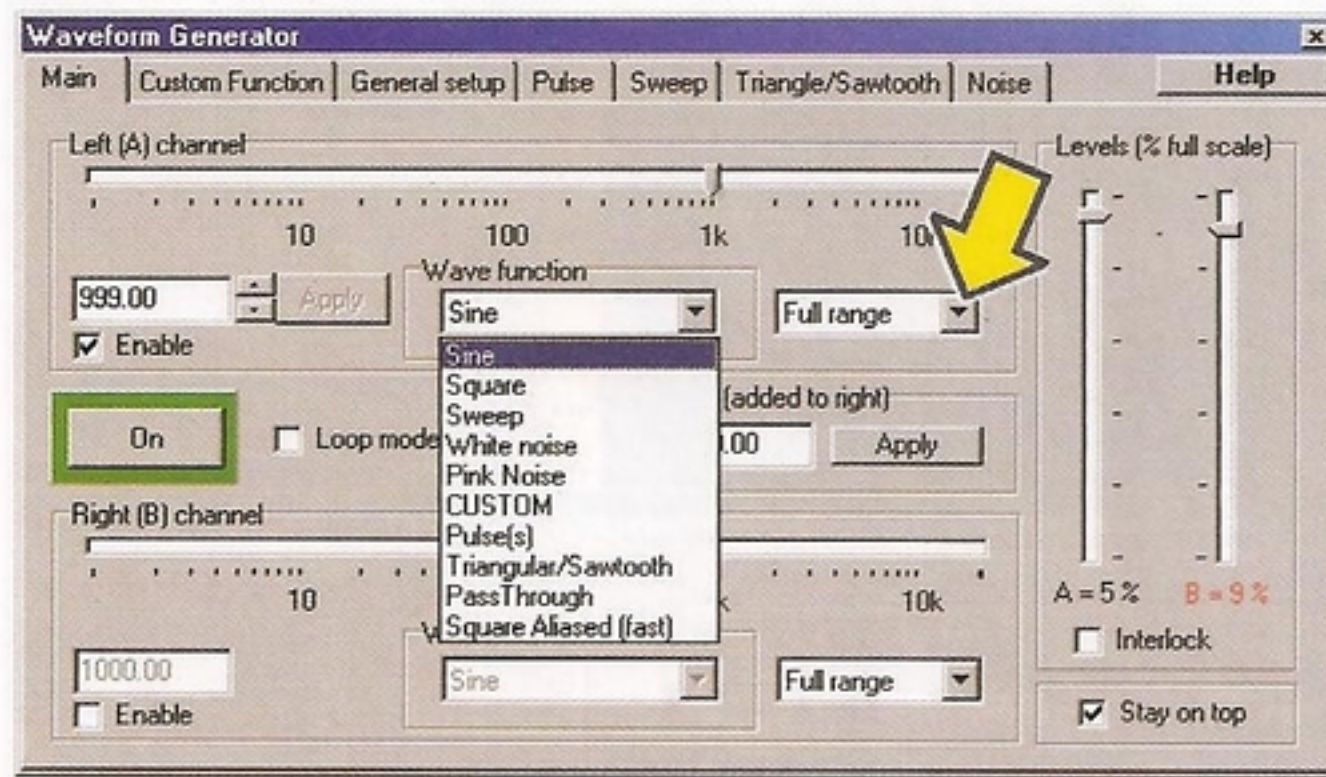 Waveform Generator
Main Custom Function General setup Pulse Sweep Triangle/Sawtooth Noise Help
Left (A) channel
Levels (% full scale)
10 100 1k
Wave function
999.00 Apply Sine Full range
Enable
Sine
Square
Sweep
White noise
Pink Noise
CUSTOM
Pulse(s)
Triangular/Sawtooth
PassThrough
Square Aliased (fast)
(added to right)
On Loop mode .00 Apply
Right (B) channel
10 10k
A = 5 % B = 9 %
Interlock
1000.00 Sine Full range
Enable
Stay on top